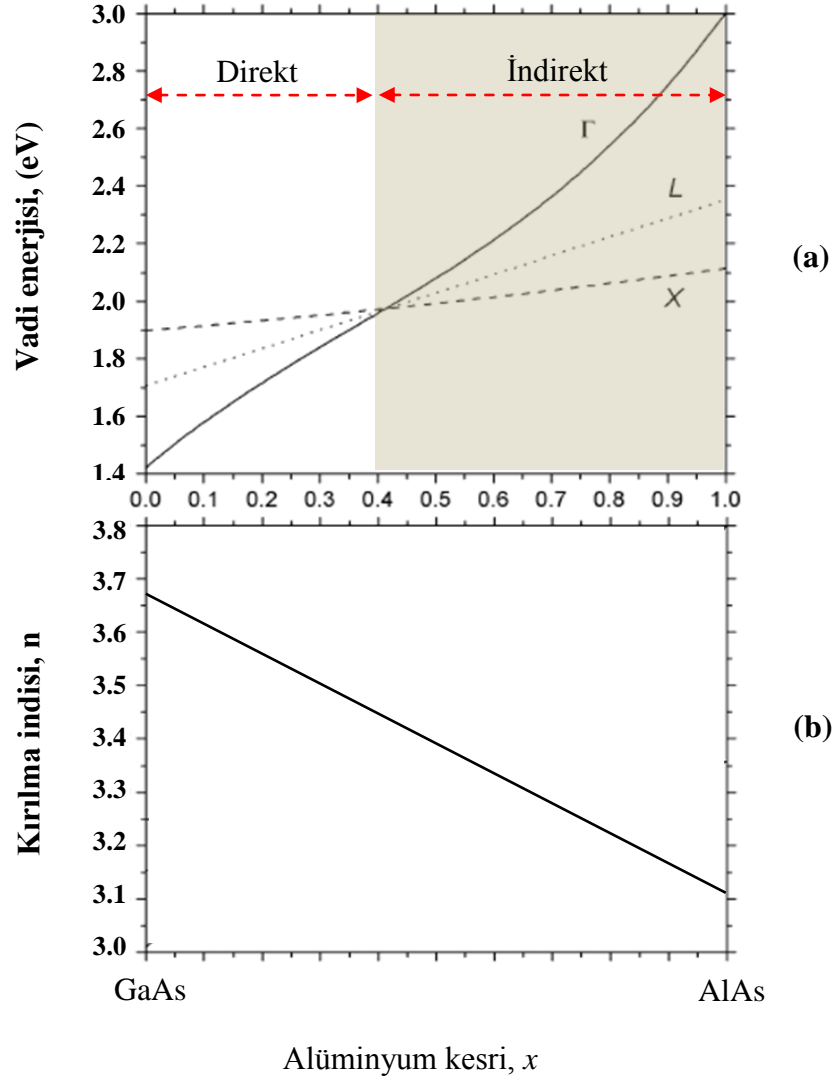 3.0
Direkt
İndirekt
2.8
2.6
Γ
2.4
L
2.2
Vadi enerjisi, (eV)
(a)
2.0
X
1.8
1.6
1.4
0.0 0.1 0.2 0.3 0.4 0.5 0.6 0.7 0.8 0.9 1.0
3.8
3.7
3.6
3.5
3.4
Kırılma indisi, n
(b)
3.3
3.2
3.1
3.0
GaAs AlAs
Alüminyum kesri, x